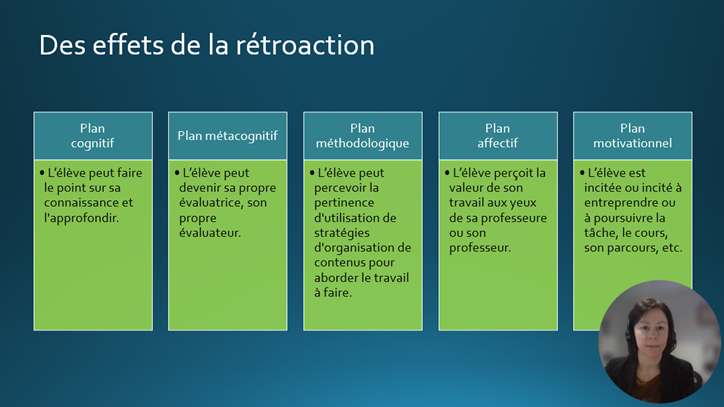 Des effets de la rétroaction
Plan
cognitif
• L'élève peut faire
le point sur sa
connaissance et
l'approfondir.
Plan métacognitif
• L'élève peut
devenir sa propre
évaluatrice, son
propre
évaluateur.
Plan
méthodologique
• L'élève peut
percevoir la
pertinence
d'utilisation de
stratégies
d'organisation de
contenus pour
aborder le travail
à faire.
Plan
affectif
• L'élève perçoit la
valeur de son
travail aux yeux
de sa professeure
ou son
professeur.
Plan
motivationnel
• L'élève est
incitée ou incité à
entreprendre ou
à poursuivre la
tâche, le cours,
son parcours, etc.